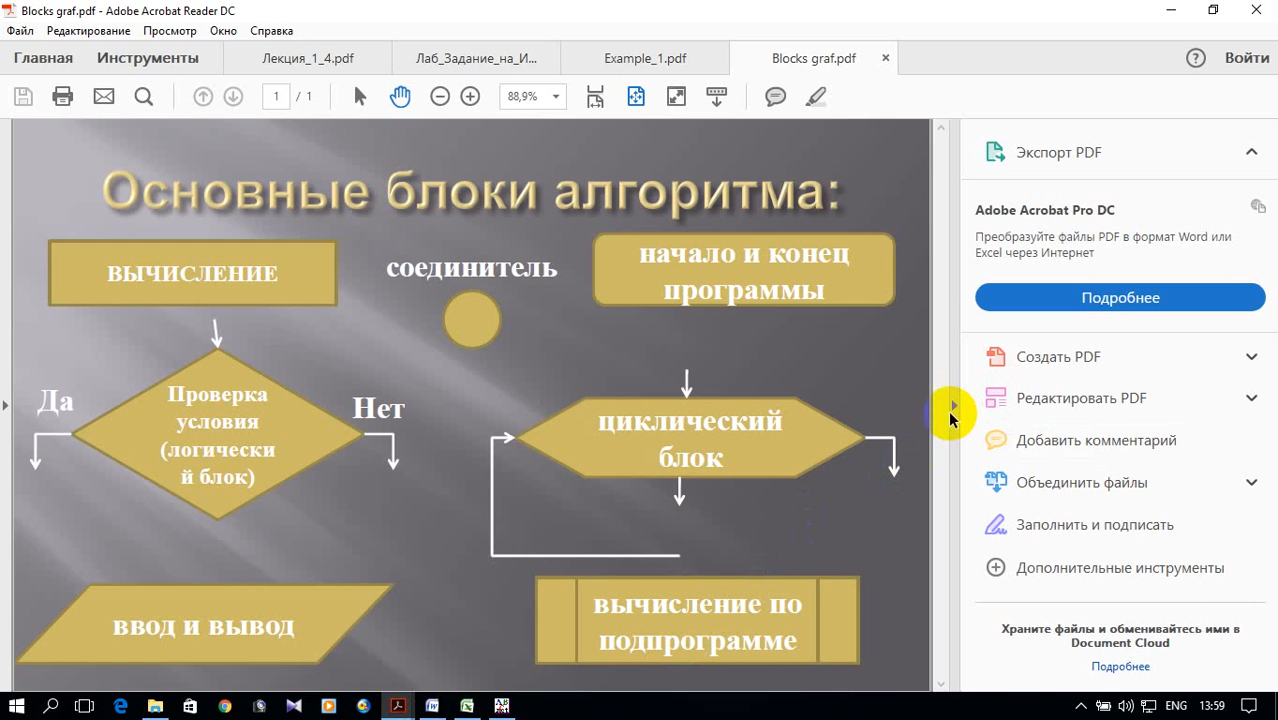 Blocks graf.pdf - Adobe Acrobat Reader DC
Файл Редактирование Просмотр Окно Справка
Главная Инструменты Лекция_1_4.pdf Лаб_Задание_на_И... Example_1.pdf Blocks graf.pdf × ? Войти
1 / 1 88,9%
Основные блоки алгоритма:
ВЫЧИСЛЕНИЕ
соединитель
начало и конец
программы
Да
Проверка
условия
(логически
й блок)
Нет
циклический
блок
ввод и вывод
вычисление по
подпрограмме
Экспорт PDF
Adobe Acrobat Pro DC
Преобразуйте файлы PDF в формат Word или
Excel через Интернет
Подробнее
Создать PDF
Редактировать PDF
Добавить комментарий
Объединить файлы
Заполнить и подписать
Дополнительные инструменты
Храните файлы и обменивайтесь ими в
Document Cloud
Подробнее
ENG 13:59